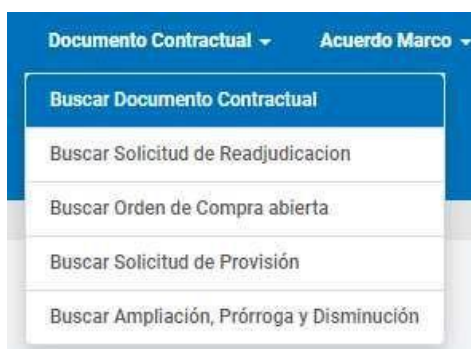 Documento Contractual Acuerdo Marco
Buscar Documento Contractual
Buscar Solicitud de Readjudicacion
Buscar Orden de Compra abierta
Buscar Solicitud de Provisión
Buscar Ampliación, Prórroga y Disminución